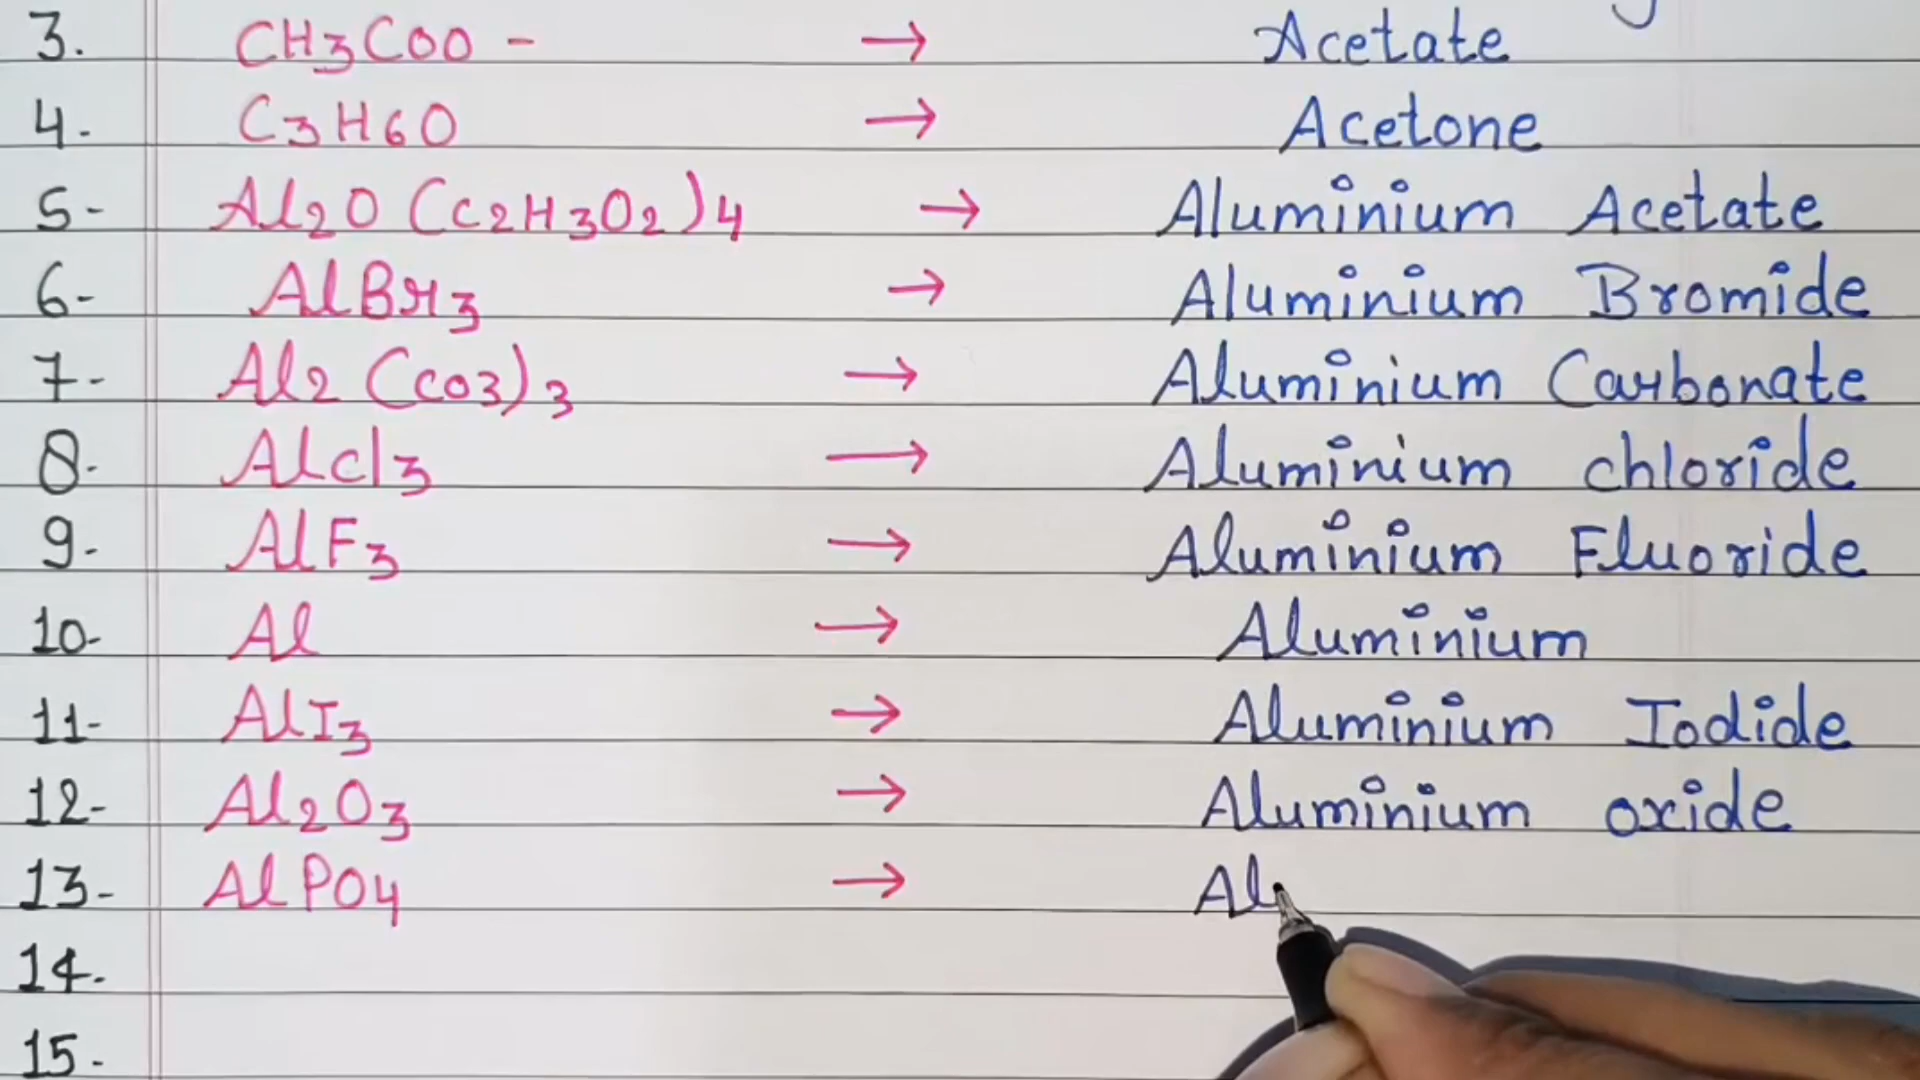 3. CH3COO - → Acetate
4. C3H6O → Acetone
5- Al2O (C2H3O2)4 → Aluminium Acetate
6- AlBr3 → Aluminium Bromide
7- Al2 (CO3)3 → Aluminium Carbonate
8. AlCl3 → Aluminium chloride
9- AlF3 → Aluminium Fluoride
10- Al → Aluminium
11- AlI3 → Aluminium Iodide
12- Al2O3 → Aluminium oxide
13- AlPO4 → Al
14.
15-